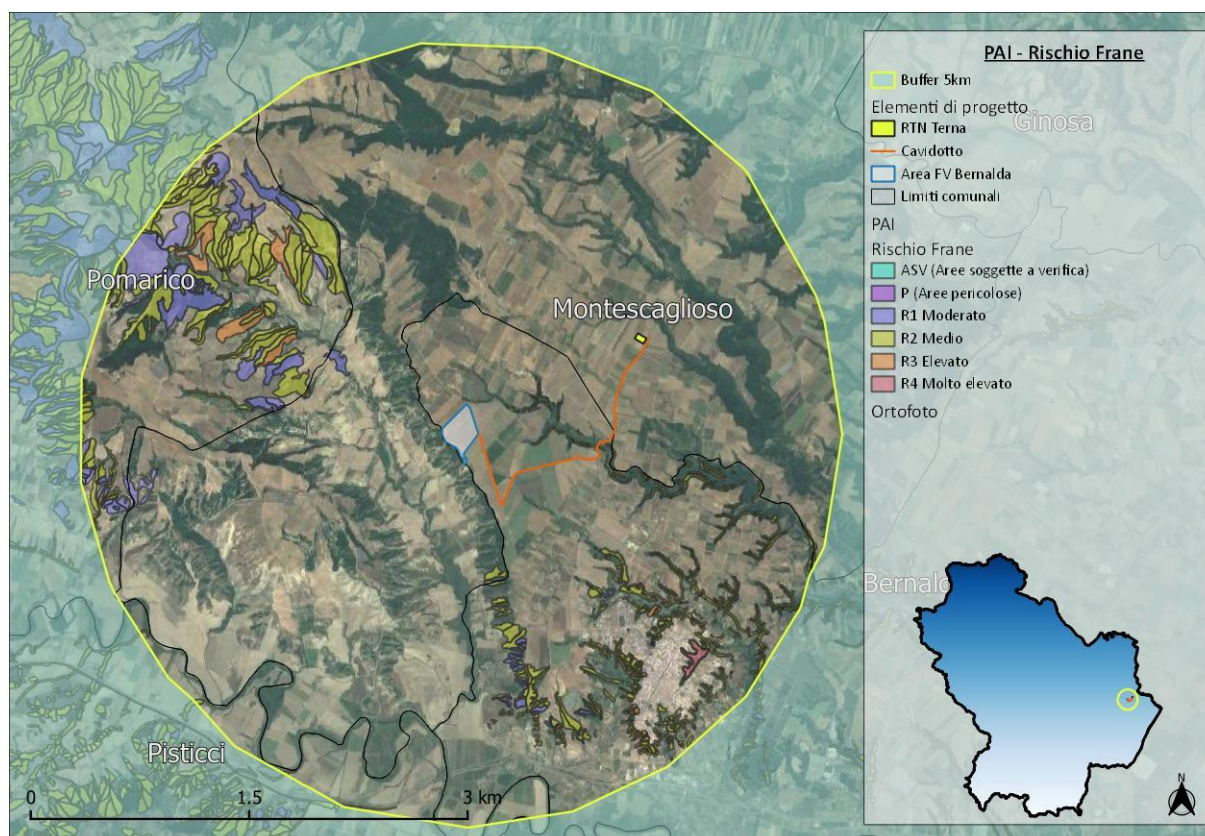 PAI - Rischio Frane
Buffer 5km
Elementi di progetto
RTN Terna
Cavidotto
Area FV Bernalda
Limiti comunali
PAI
Rischio Frane
ASV (Aree soggette a verifica)
P (Aree pericolose)
R1 Moderato
R2 Medio
R3 Elevato
R4 Molto elevato
Ortofoto
Ginosa
Pomarico
Montescaglioso
Bernalo
Pisticci
0
1.5
3 km
N